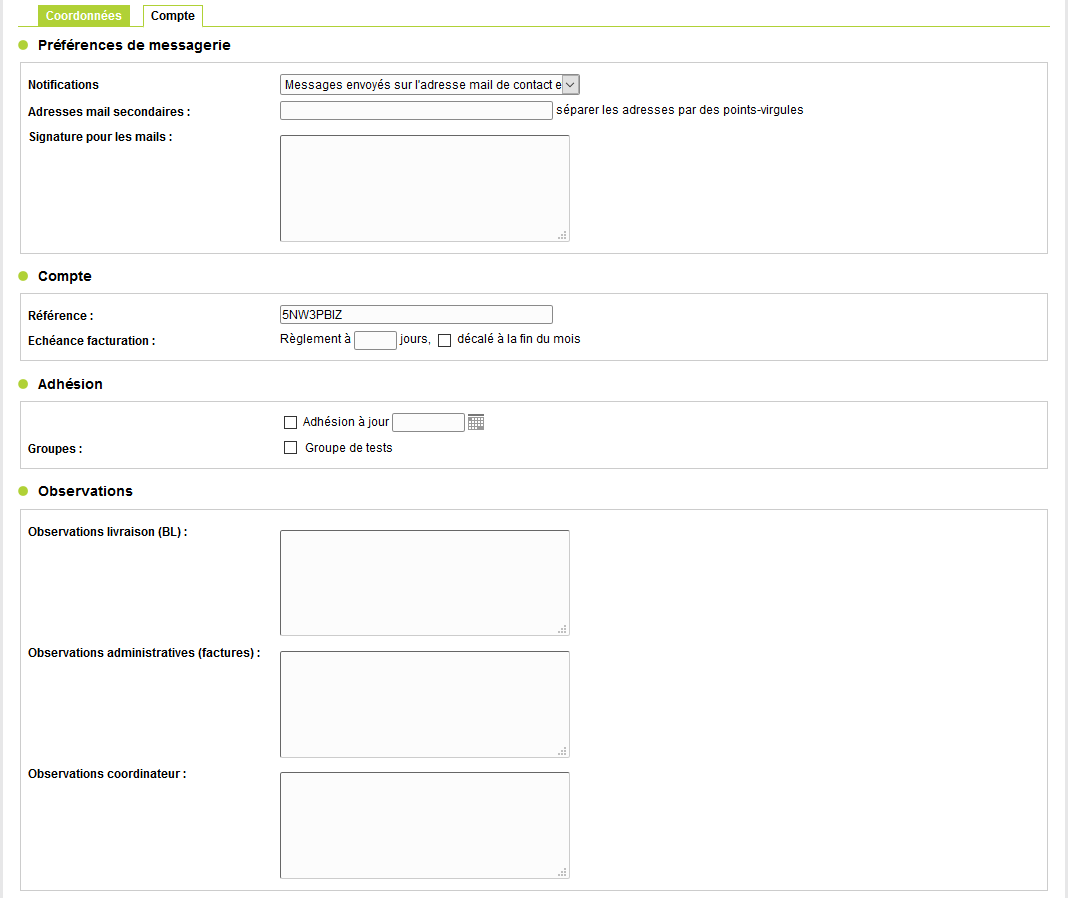 Coordonnées Compte
Préférences de messagerie
Notifications Messages envoyés sur l'adresse mail de contact e
Adresses mail secondaires : séparer les adresses par des points-virgules
Signature pour les mails :
Compte
Référence : 5NW3PBIZ
Echéance facturation : Règlement à jours, décalé à la fin du mois
Adhésion
Adhésion à jour
Groupes : Groupe de tests
Observations
Observations livraison (BL) :
Observations administratives (factures) :
Observations coordinateur :